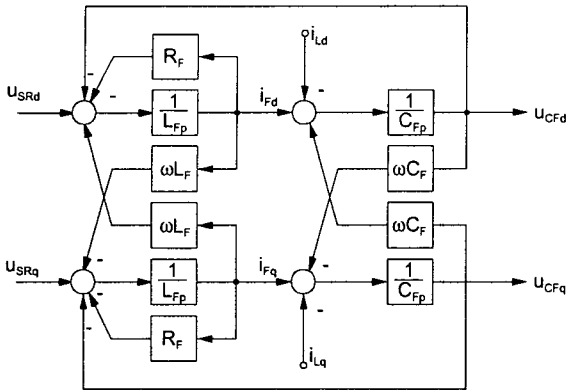 i_Ld
R_F
u_SRd
1/L_Fp
i_Fd
1/C_Fp
u_CFd
ωL_F
ωC_F
ωL_F
ωC_F
u_SRq
1/L_Fp
i_Fq
1/C_Fp
u_CFq
R_F
i_Lq